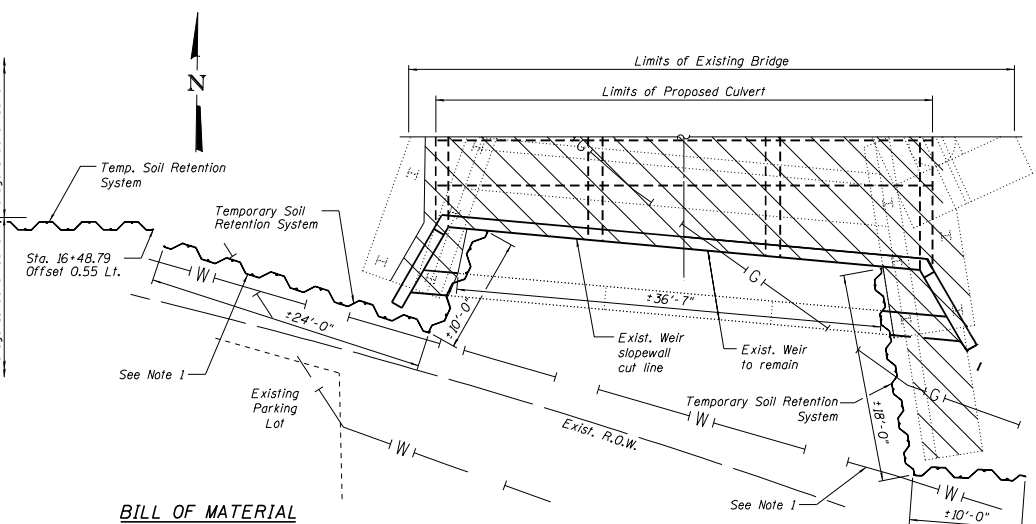 Limits of Existing Bridge
Limits of Proposed Culvert
N
Temp. Soil Retention
System
Temporary Soil
Retention System
G
Sta. 16+48.79
Offset 0.55 Lt.
W
±24'-0"
±10'-0"
±36'-7"
G
See Note 1
Existing
Parking
Lot
Exist. Weir
slopewall
cut line
Exist. Weir
to remain
Temporary Soil
Retention System
±18'-0"
G
W
Exist. R.O.W.
W
See Note 1
W
±10'-0"
BILL OF MATERIAL